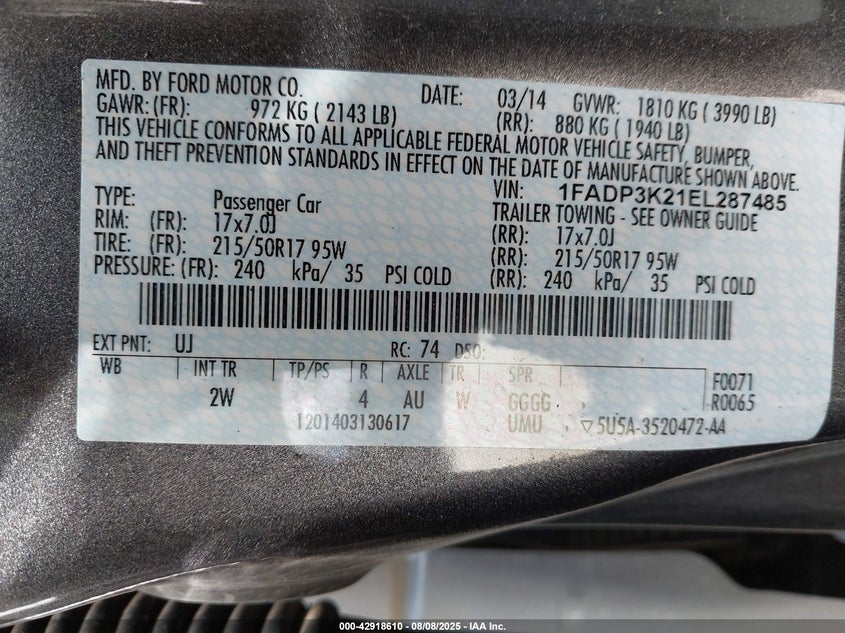 MFD. BY FORD MOTOR CO. DATE: 03/14 GVWR: 1810 KG ( 3990 LB)
GAWR: (FR): 972 KG ( 2143 LB) (RR): 880 KG ( 1940 LB)
THIS VEHICLE CONFORMS TO ALL APPLICABLE FEDERAL MOTOR VEHICLE SAFETY, BUMPER,
AND THEFT PREVENTION STANDARDS IN EFFECT ON THE DATE OF MANUFACTURE SHOWN ABOVE.
VIN: 1FADP3K21EL287485
TYPE: Passenger Car TRAILER TOWING - SEE OWNER GUIDE
RIM: (FR): 17x7.0J (RR): 17x7.0J
TIRE: (FR): 215/50R17 95W (RR): 215/50R17 95W
PRESSURE: (FR): 240 kPa/ 35 PSI COLD (RR): 240 kPa/ 35 PSI COLD
EXT PNT: UJ RC: 74 DSO:
WB INT TR TP/PS R AXLE TR SPR F0071
2W 4 AU W GGGG R0065
1201403130617 UMU ▽5U5A-3520472-AA
000-42918610 - 08/08/2025 - IAA Inc.